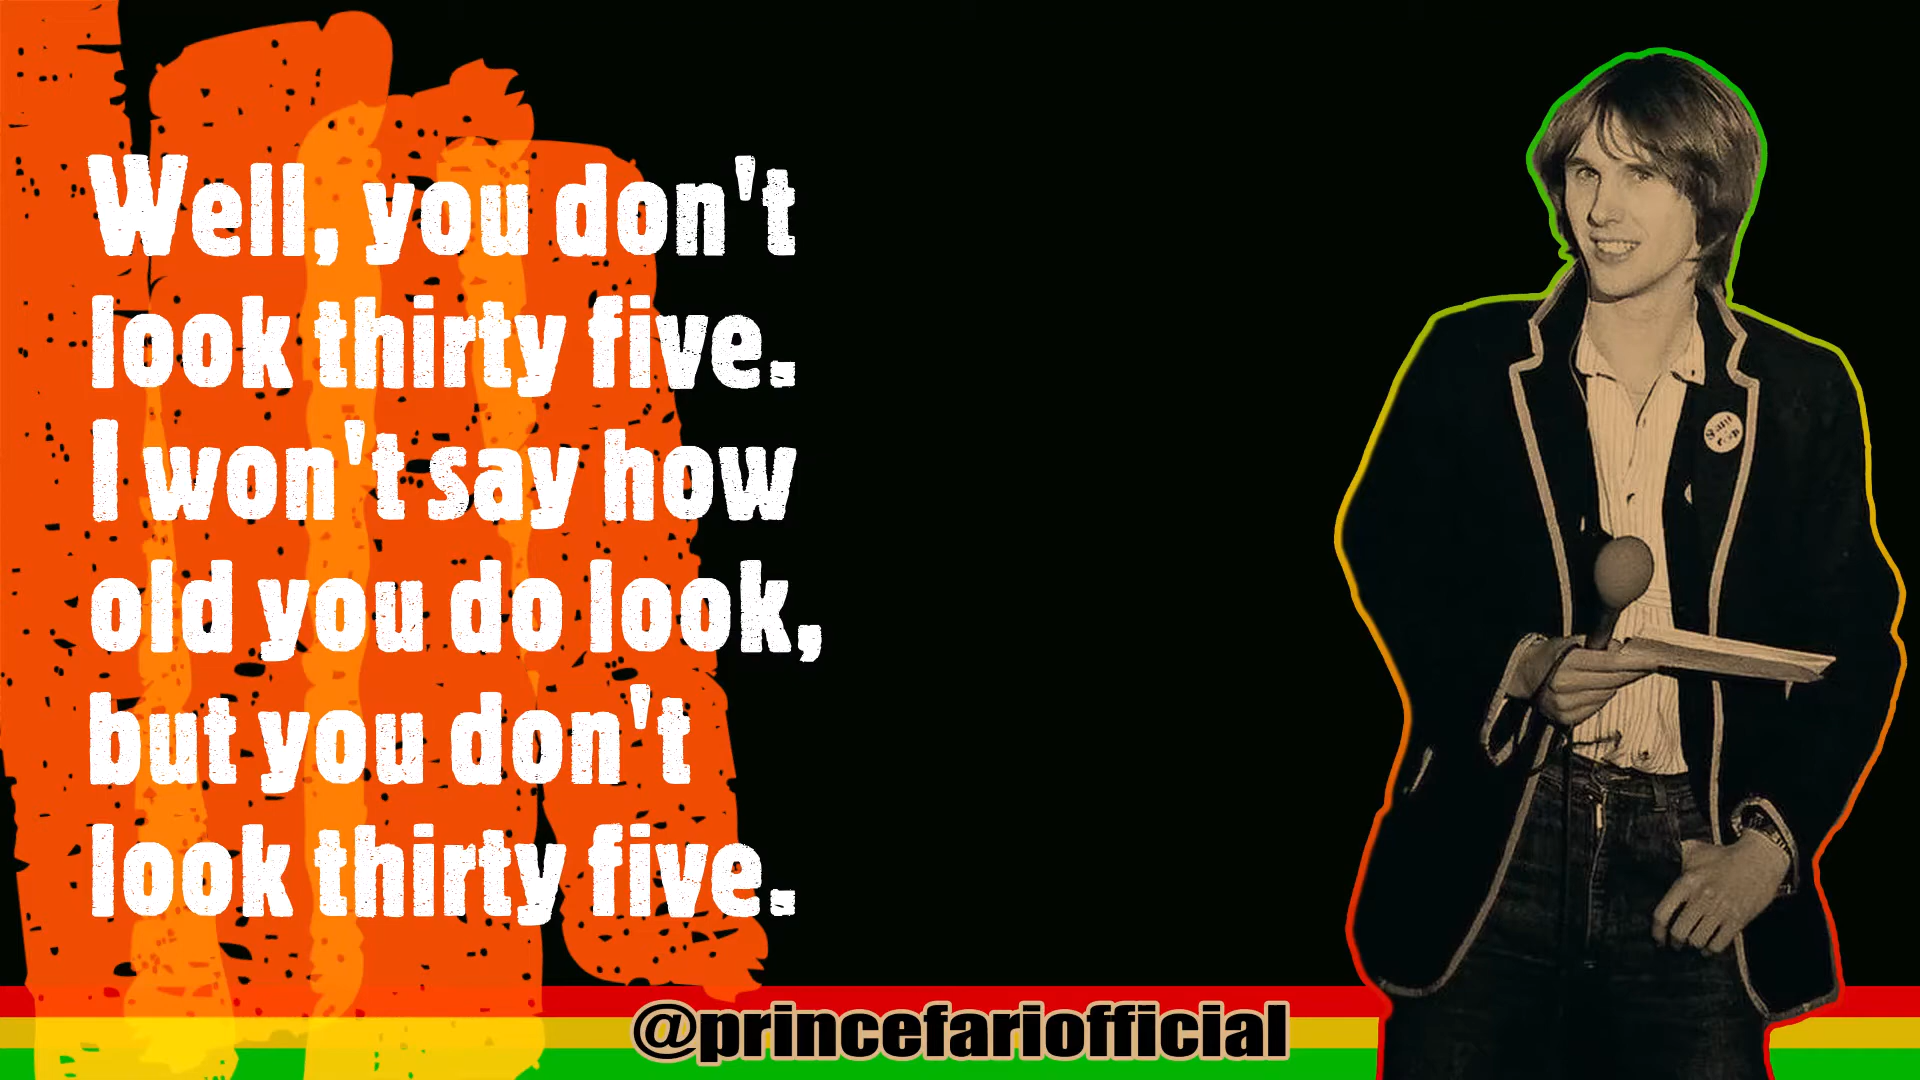 Well, you don't
look thirty five.
I won't say how
old you do look,
but you don't
look thirty five.
@princefariofficial